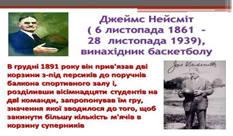 Джеймс Нейсміт
( 6 листопада 1861 -
28 листопада 1939),
винахідник баскетболу
В грудні 1891 року він прив'язав дві
корзини з-під персиків до поручнів
балкона спортивного залу і,
розділивши вісімнадцяти студентів на
дві команди, запропонував їм гру,
значення якої зводилося до того, щоб
закинути більшу кількість м'ячів в
корзину суперників